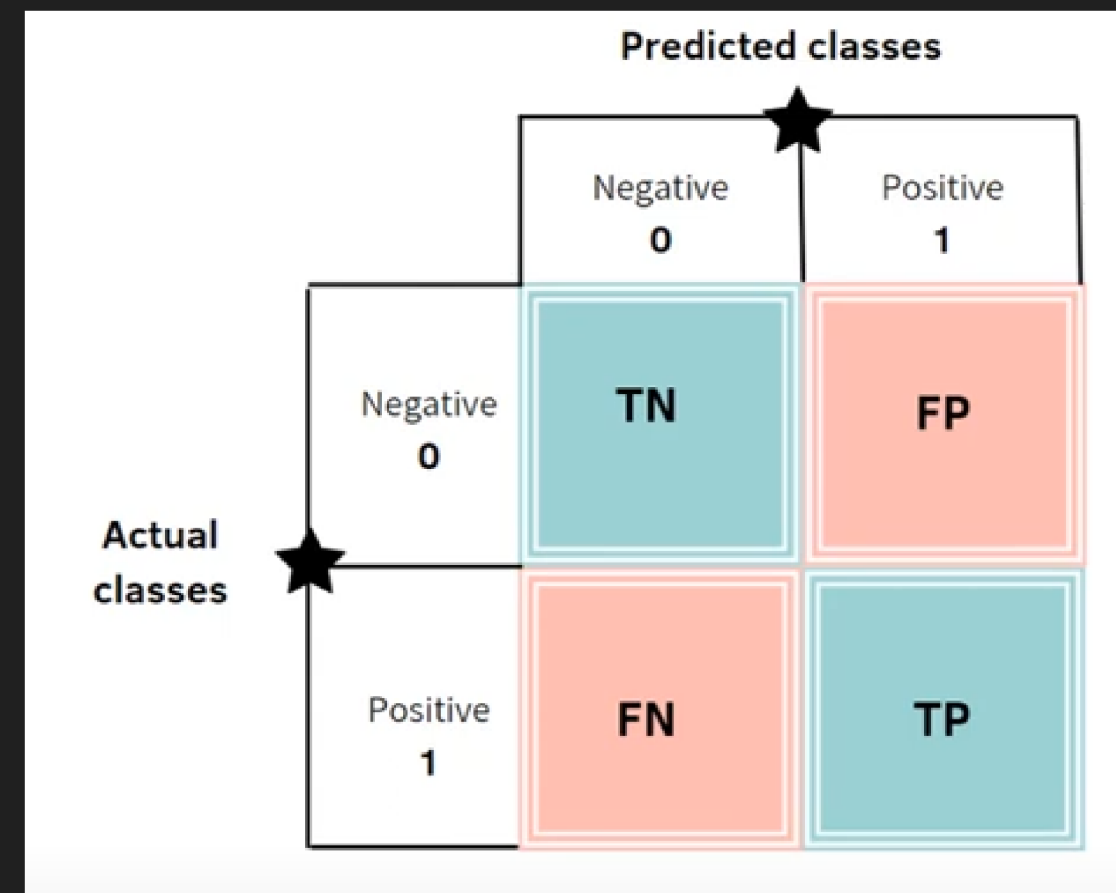 Predicted classes
Negative Positive
0 1
Negative
0
TN FP
Actual
classes
Positive
1
FN TP